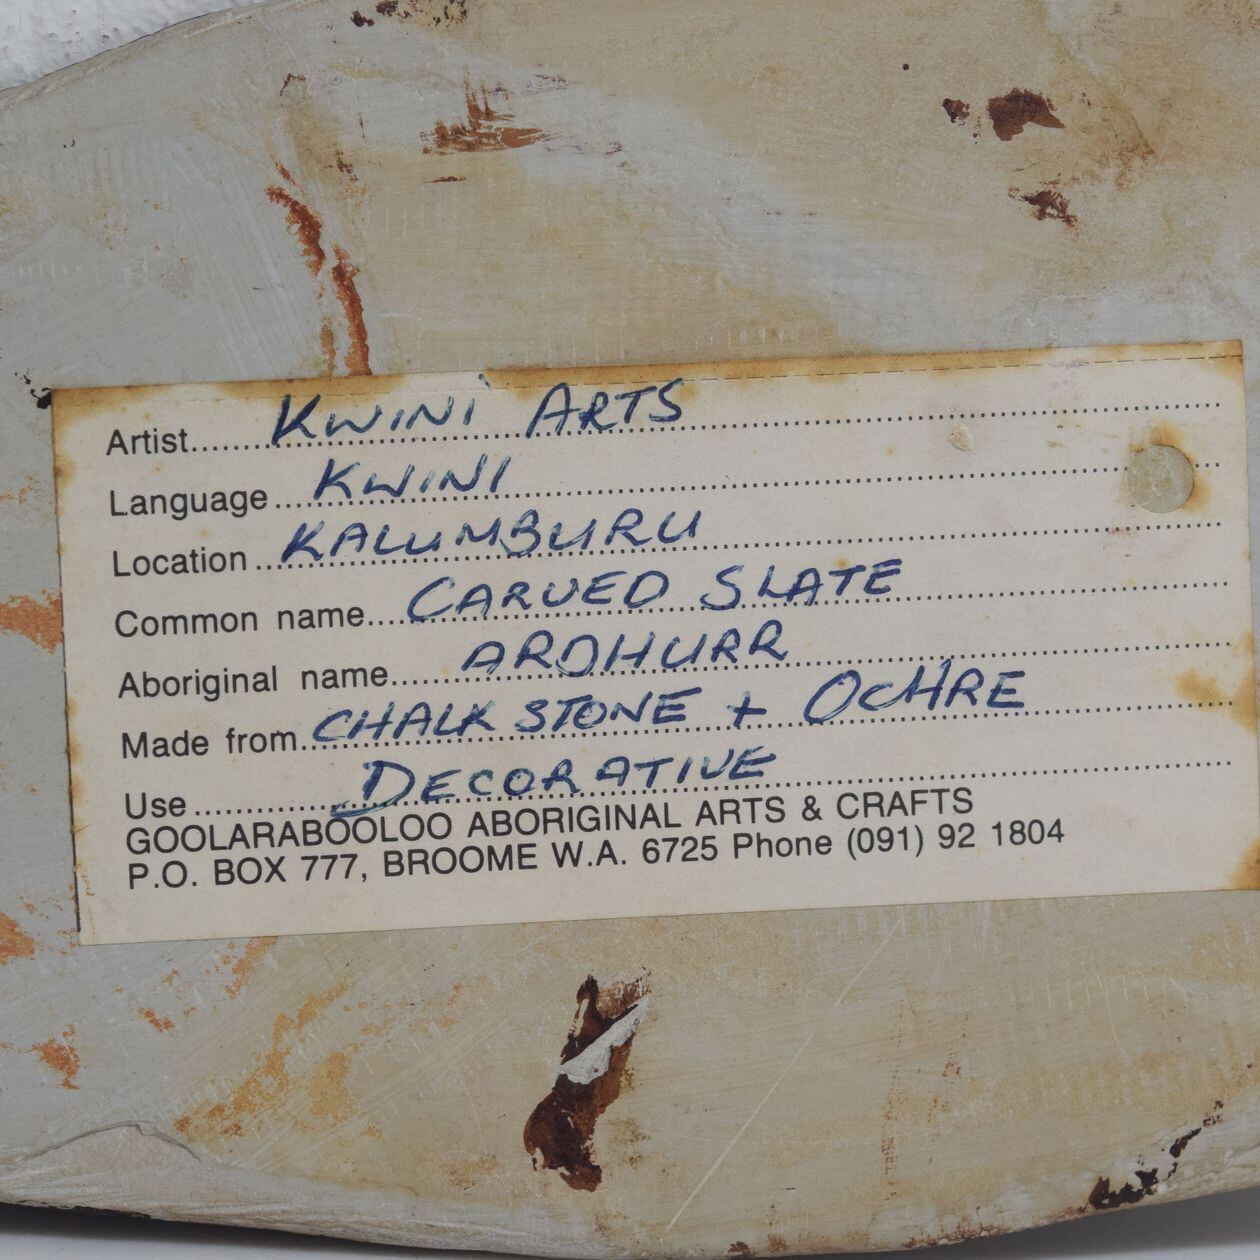 Artist......KWINI ARTS
Language...KWINI
Location...KALUMBURU
Common name....CARVED SLATE
Aboriginal name.....ARDHURR
Made from...CHALK STONE + OCHRE
Use............DECORATIVE
GOOLARABOOLOO ABORIGINAL ARTS & CRAFTS
P.O. BOX 777, BROOME W.A. 6725 Phone (091) 92 1804